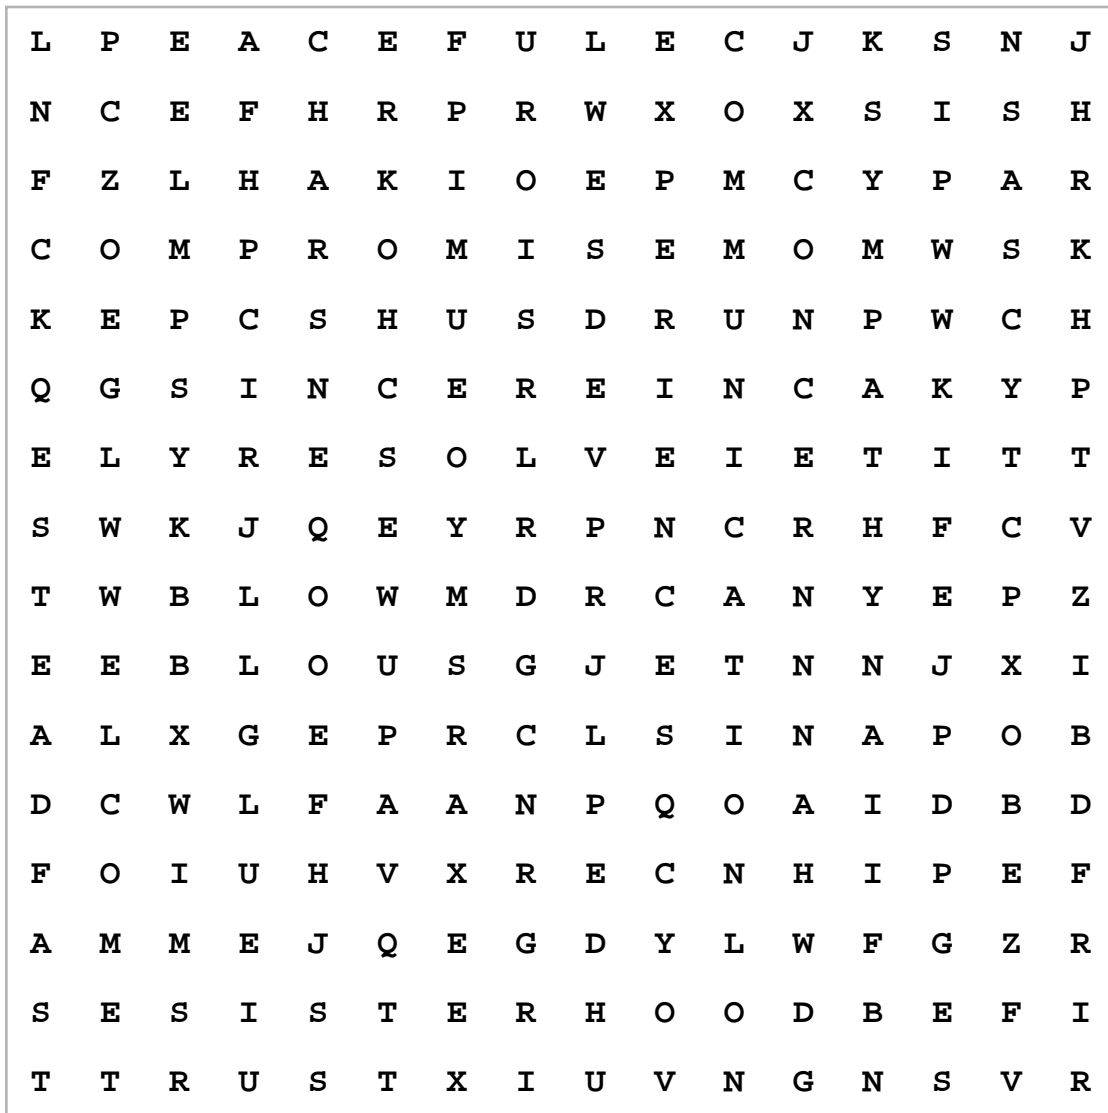 L P E A C E F U L E C J K S N J
N C E F H R P R W X O X S I S H
F Z L H A K I O E P M C Y P A R
C O M P R O M I S E M O M W S K
K E P C S H U S D R U N P W C H
Q G S I N C E R E I N C A K Y P
E L Y R E S O L V E I E T I T T
S W K J Q E Y R P N C R H F C V
T W B L O W M D R C A N Y E P Z
E E B L O U S G J E T N N J X I
A L X G E P R C L S I N A P O B
D C W L F A A N P Q O A I D B D
F O I U H V X R E C N H I P E F
A M M E J Q E G D Y L W F G Z R
S E S I S T E R H O O D B E F I
T T R U S T X I U V N G N S V R